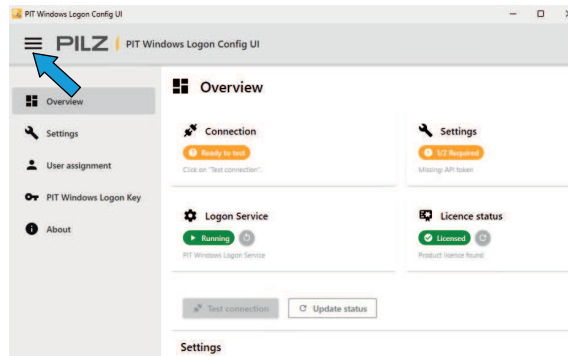 PIT Windows Logon Config UI
PILZ PIT Windows Logon Config UI
Overview
Settings
User assignment
PIT Windows Logon Key
About
Overview
Connection
Ready to test
Click on "Test connection".
Settings
1/2 Required
Missing: API token
Logon Service
Running
PIT Windows Logon Service
Licence status
Licensed
Product licence found
Test connection
Update status
Settings